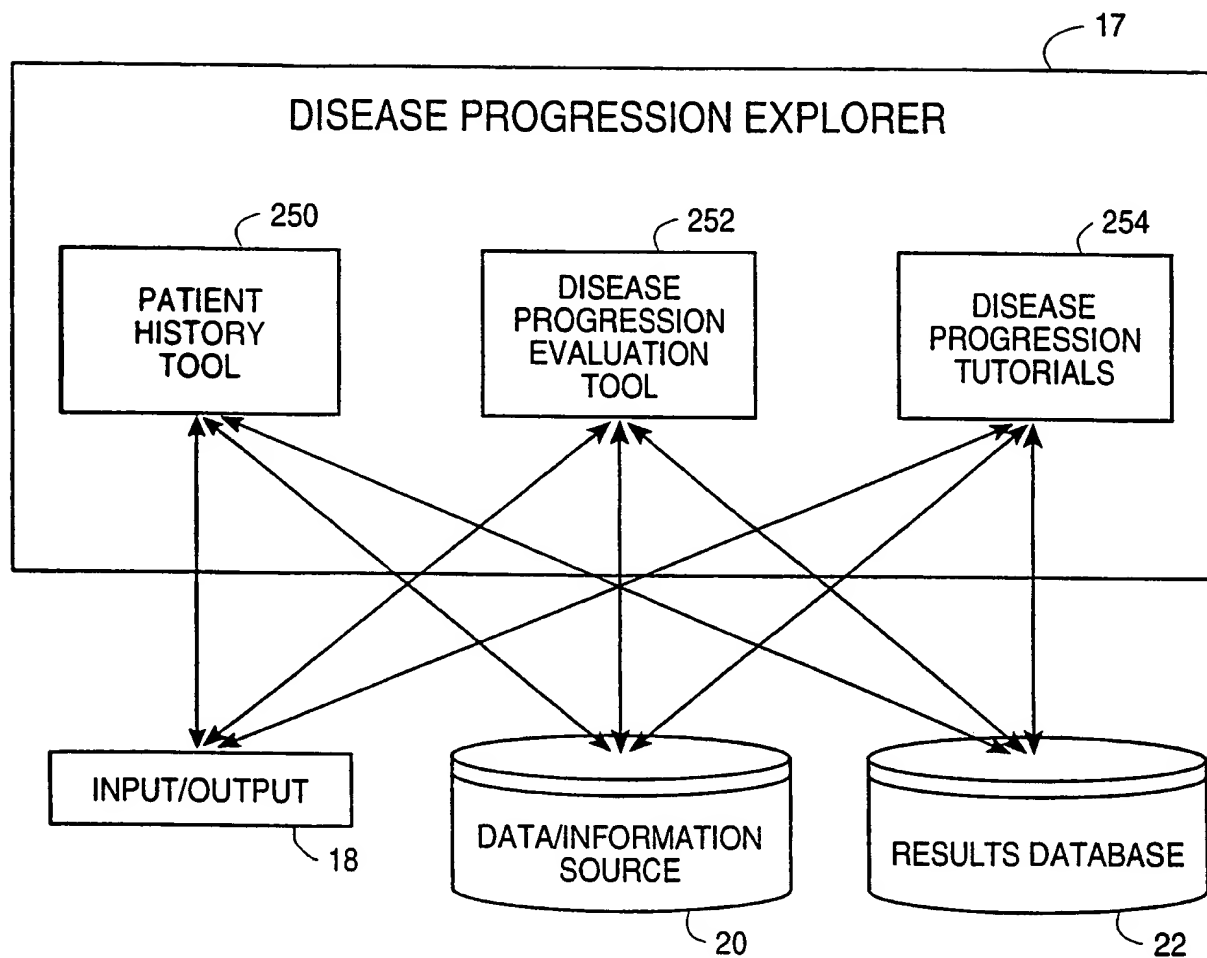 17
DISEASE PROGRESSION EXPLORER
250
252
254
PATIENT
HISTORY
TOOL
DISEASE
PROGRESSION
EVALUATION
TOOL
DISEASE
PROGRESSION
TUTORIALS
INPUT/OUTPUT
18
DATA/INFORMATION
SOURCE
20
RESULTS DATABASE
22